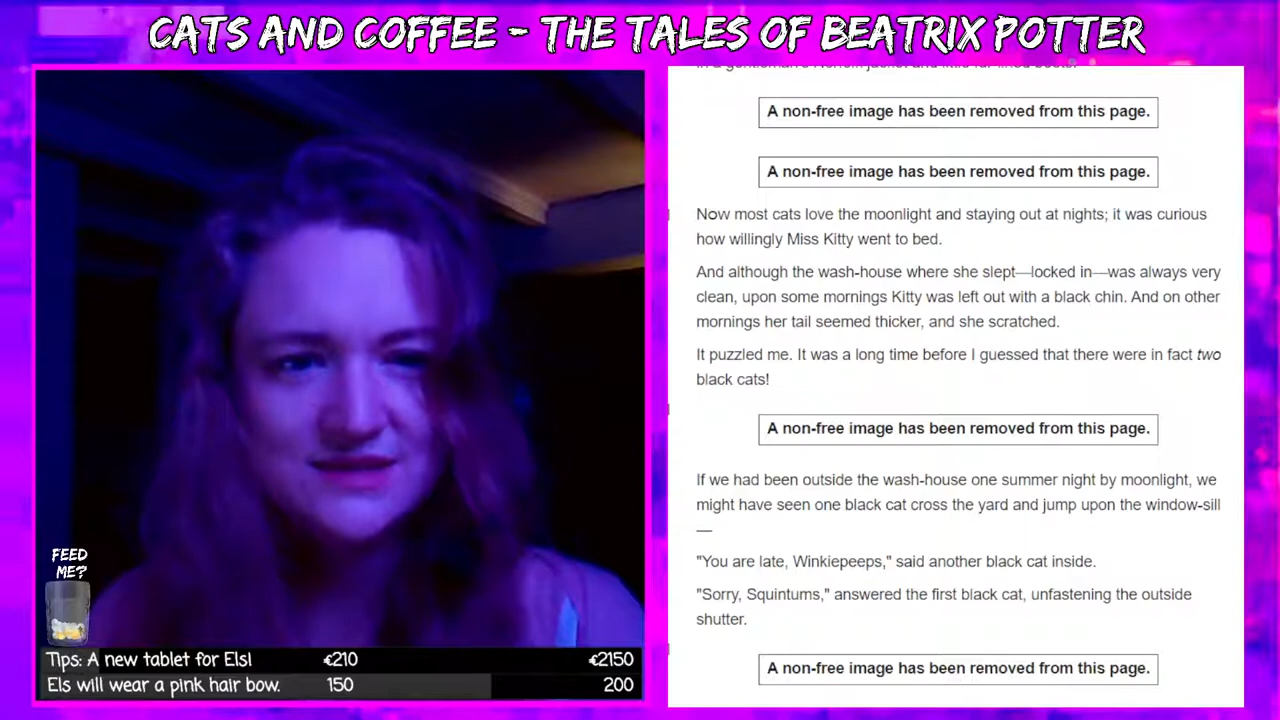 CATS AND COFFEE - THE TALES OF BEATRIX POTTER
A non-free image has been removed from this page.
A non-free image has been removed from this page.
Now most cats love the moonlight and staying out at nights; it was curious
how willingly Miss Kitty went to bed.
And although the wash-house where she slept—locked in—was always very
clean, upon some mornings Kitty was left out with a black chin. And on other
mornings her tail seemed thicker, and she scratched.
It puzzled me. It was a long time before I guessed that there were in fact two
black cats!
A non-free image has been removed from this page.
If we had been outside the wash-house one summer night by moonlight, we
might have seen one black cat cross the yard and jump upon the window-sill
—
"You are late, Winkiepeeps," said another black cat inside.
"Sorry, Squintums," answered the first black cat, unfastening the outside
shutter.
A non-free image has been removed from this page.
FEED
ME?
Tips: A new tablet for Els! €210 €2150
Els will wear a pink hair bow. 150 200